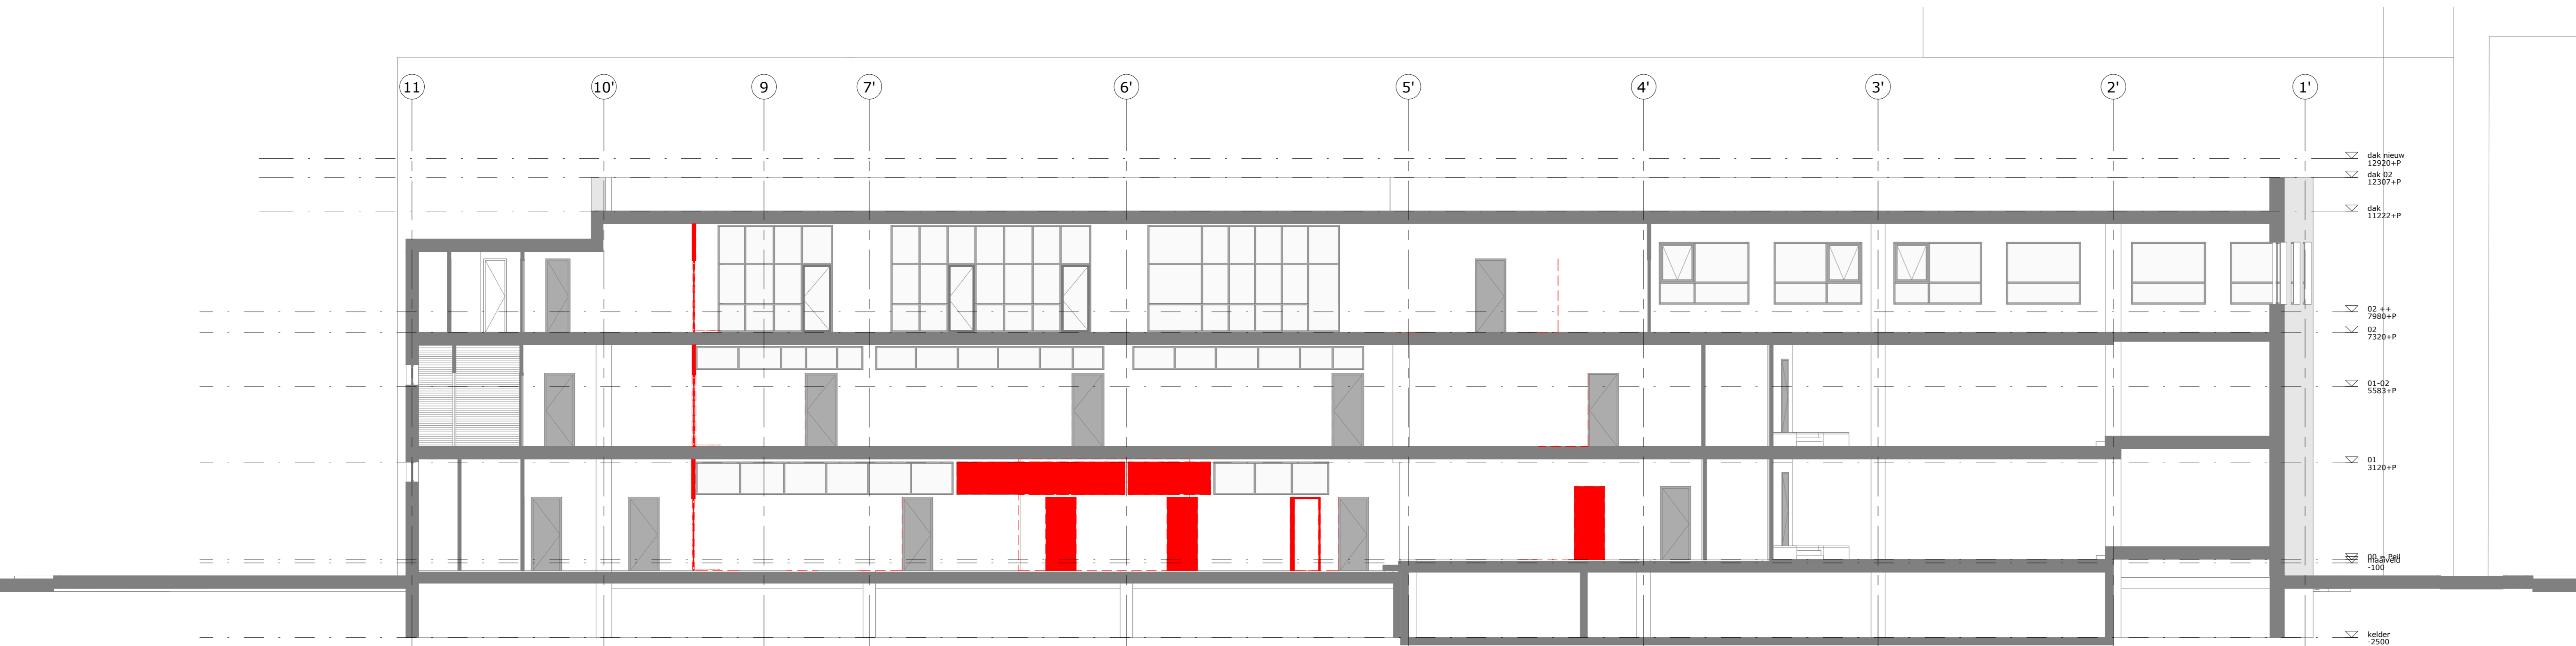 11 10' 9 7' 6' 5' 4' 3' 2' 1'
dak nieuw
12920+P
dak 02
12307+P
dak
11222+P
02 ++
7980+P
02
7320+P
01-02
5583+P
01
3120+P
00 = Peil
maaiveld
-100
kelder
-2500